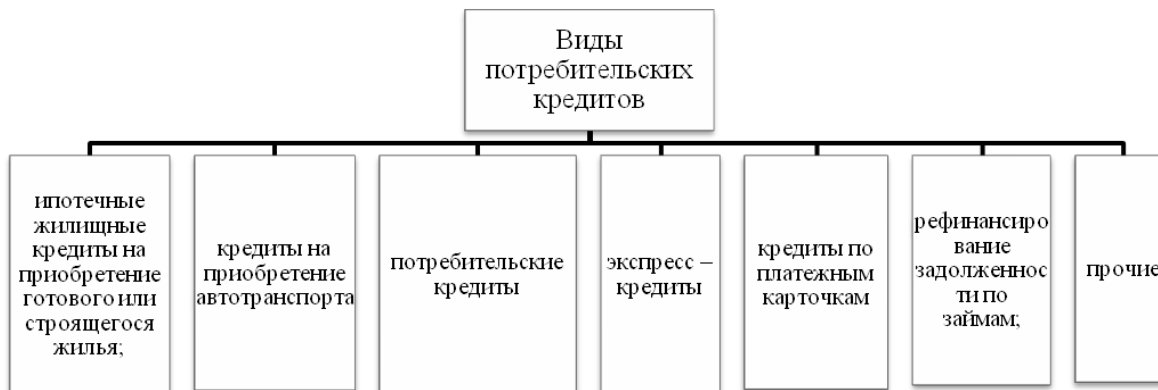 Виды
потребительских
кредитов
ипотечные
жилищные
кредиты на
приобретение
готового или
строящегося
жилья;
кредиты на
приобретение
автотранспорта
потребительские
кредиты
экспресс –
кредиты
кредиты по
платежным
карточкам
рефинансиро
вание
задолженнос
ти по
займам;
прочие